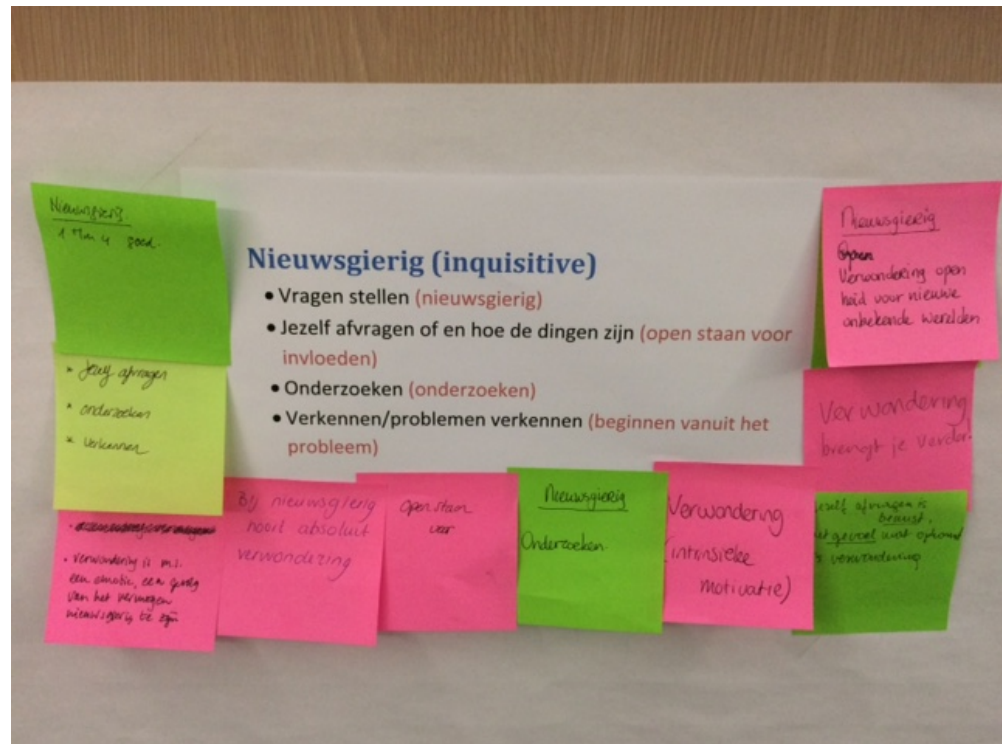 Nieuwsgierig (inquisitive)
• Vragen stellen (nieuwsgierig)
• Jezelf afvragen of en hoe de dingen zijn (open staan voor
invloeden)
• Onderzoeken (onderzoeken)
• Verkennen/problemen verkennen (beginnen vanuit het
probleem)
Nieuwsgierig.
1 t/m 4 goed.
* Jezelf afvragen
* onderzoeken
* verkennen
• verwondering is m.i.
een emotie, een gevolg
van het vermogen
nieuwsgierig te zijn
Bij nieuwsgierig
hoort absoluut
verwondering
Open staan
voor
Nieuwsgierig
Onderzoeken
Verwondering
(intrinsieke
motivatie)
Nieuwsgierig
Verwondering open
heid voor nieuwe
onbekende werelden
Verwondering
brengt je verder!
jezelf afvragen is
bewust.
Het gevoel wat opkomt
is verwondering